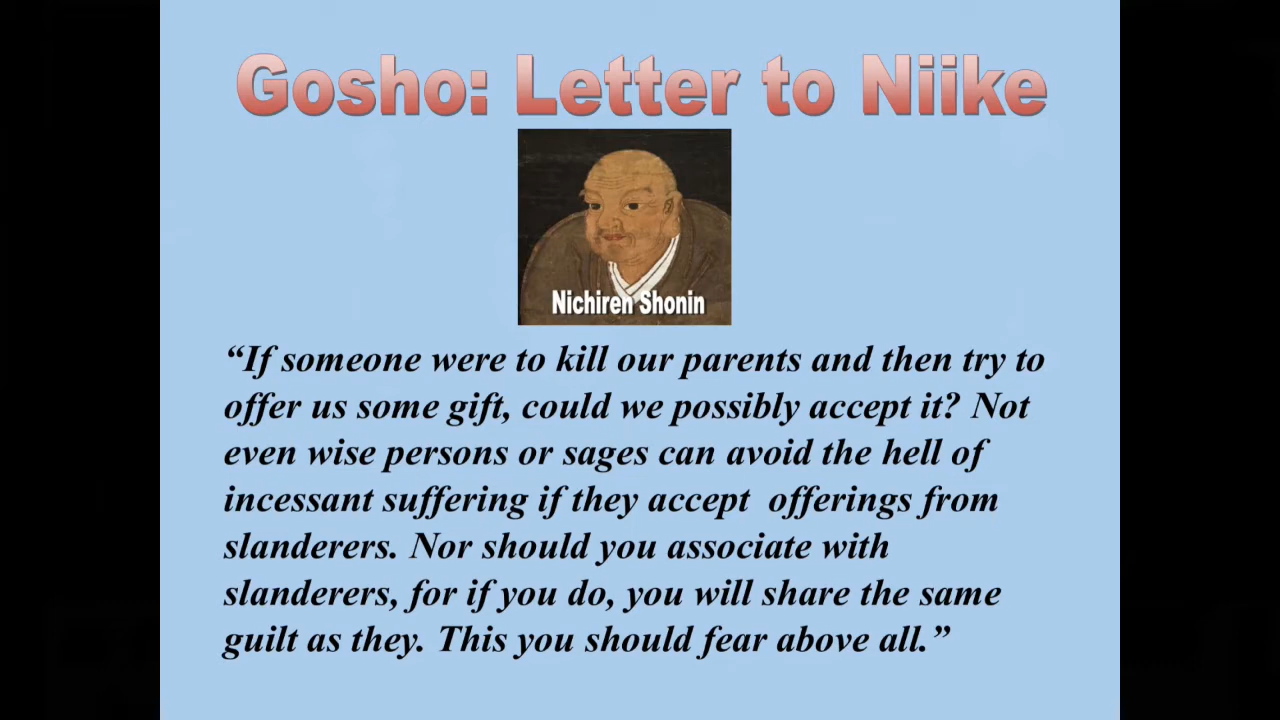 Gosho: Letter to Niike
Nichiren Shonin
“If someone were to kill our parents and then try to
offer us some gift, could we possibly accept it? Not
even wise persons or sages can avoid the hell of
incessant suffering if they accept  offerings from
slanderers. Nor should you associate with
slanderers, for if you do, you will share the same
guilt as they. This you should fear above all.”